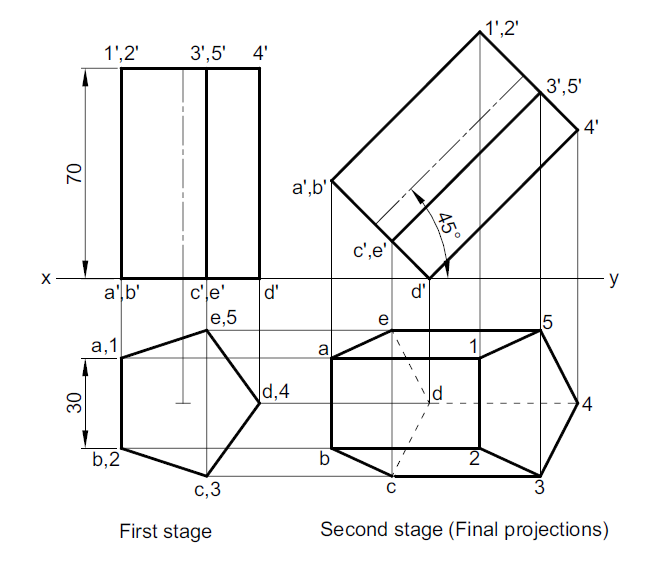 1',2'
3',5'
4'
1',2'
3',5'
4'
70
a',b'
45°
c',e'
x
y
a',b'
c',e'
d'
d'
e,5
a,1
d,4
30
b,2
c,3
e
5
a
1
d
4
b
2
c
3
First stage
Second stage (Final projections)